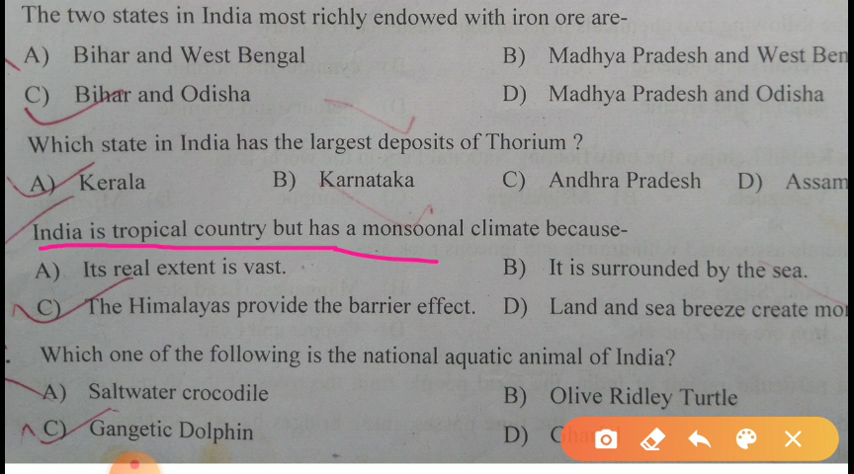 The two states in India most richly endowed with iron ore are-
A) Bihar and West Bengal B) Madhya Pradesh and West Ben
C) Bihar and Odisha D) Madhya Pradesh and Odisha
Which state in India has the largest deposits of Thorium ?
A) Kerala B) Karnataka C) Andhra Pradesh D) Assam
India is tropical country but has a monsoonal climate because-
A) Its real extent is vast. B) It is surrounded by the sea.
C) The Himalayas provide the barrier effect. D) Land and sea breeze create mo
Which one of the following is the national aquatic animal of India?
A) Saltwater crocodile B) Olive Ridley Turtle
C) Gangetic Dolphin D)